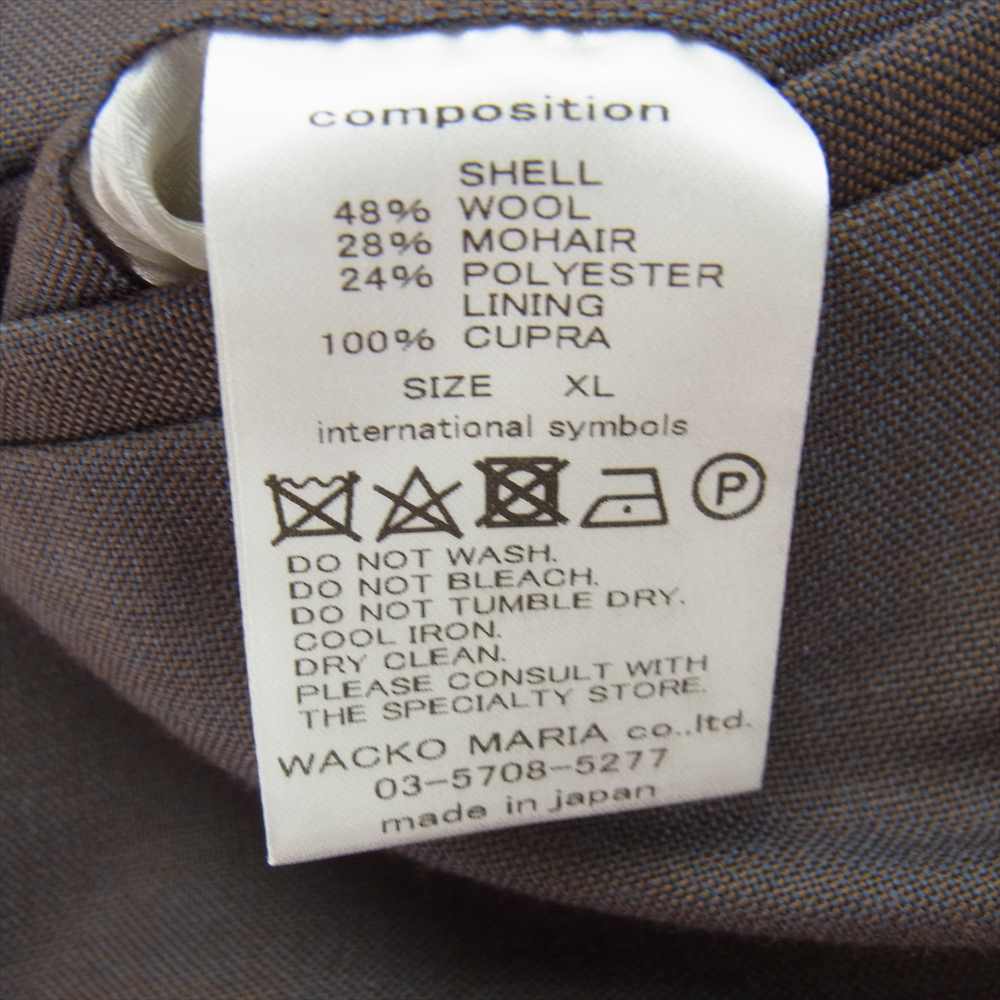 composition
SHELL
48% WOOL
28% MOHAIR
24% POLYESTER
LINING
100% CUPRA
SIZE XL
international symbols
P
DO NOT WASH.
DO NOT BLEACH.
DO NOT TUMBLE DRY.
COOL IRON.
DRY CLEAN.
PLEASE CONSULT WITH
THE SPECIALTY STORE.
WACKO MARIA co.,ltd.
03-5708-5277
made in japan